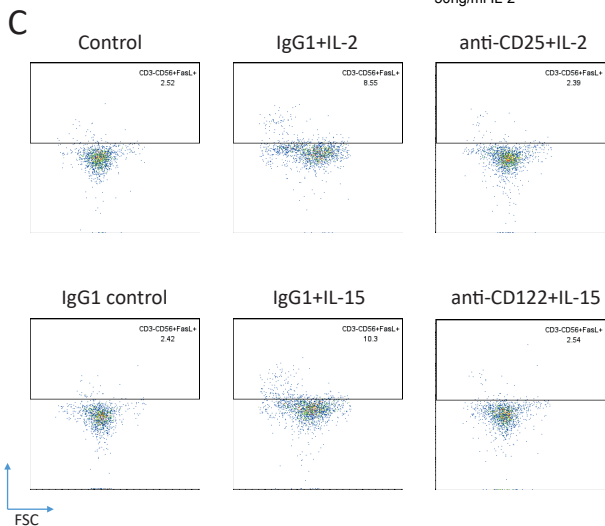 C
Control
IgG1+IL-2
anti-CD25+IL-2
CD3-CD56+FasL+
2.52
CD3-CD56+FasL+
8.55
CD3-CD56+FasL+
2.39
IgG1 control
IgG1+IL-15
anti-CD122+IL-15
CD3-CD56+FasL+
2.42
CD3-CD56+FasL+
10.3
CD3-CD56+FasL+
2.54
FSC